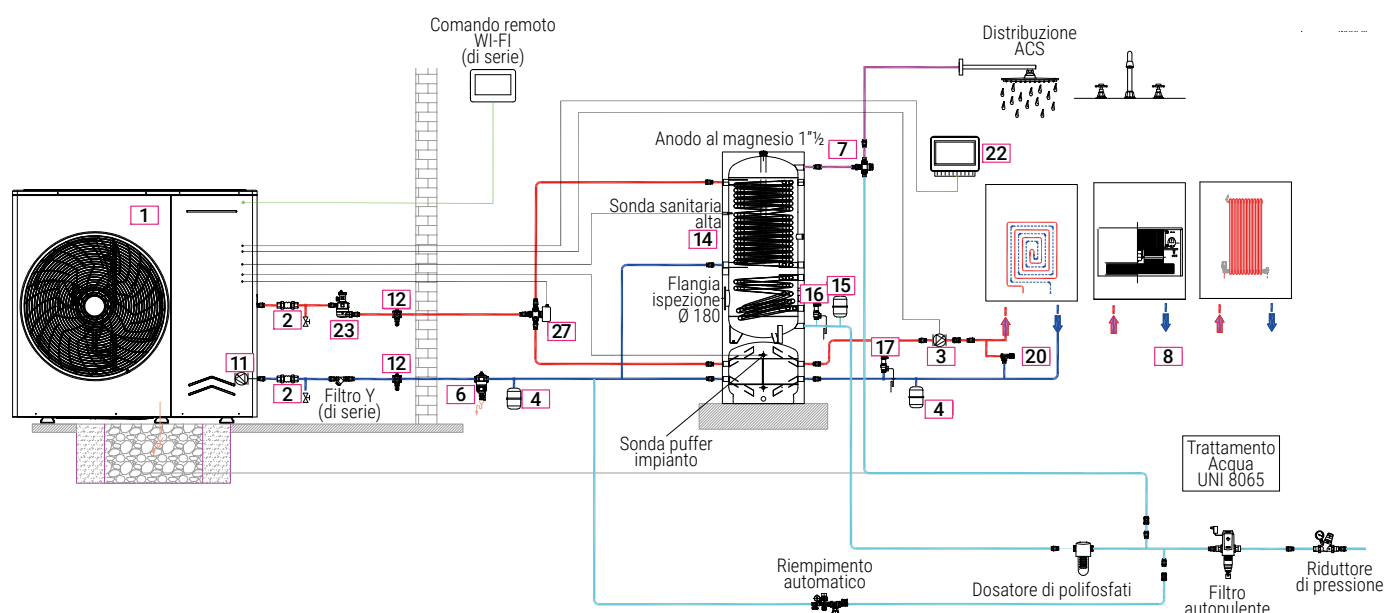 Comando remoto
WI-FI
(di serie)
Distribuzione
ACS
Anodo al magnesio 1"½
7
22
1
Sonda sanitaria
alta
14
Flangia
ispezione
Ø 180
16
15
2
23
12
27
17
3
20
8
11
2
Filtro Y
(di serie)
12
6
4
4
Sonda puffer
impianto
Trattamento
Acqua
UNI 8065
Riempimento
automatico
Dosatore di polifosfati
Filtro
autopulente
Riduttore
di pressione